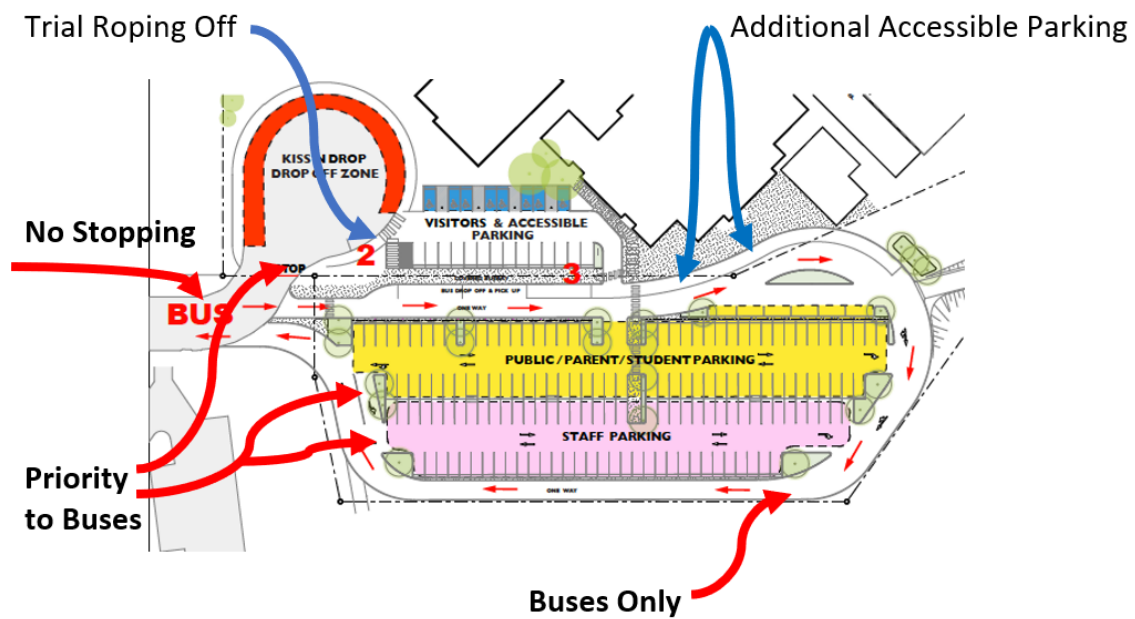 Trial Roping Off
Additional Accessible Parking
KISS N DROP
DROP OFF ZONE
VISITORS & ACCESSIBLE
PARKING
No Stopping
2
STOP
3
BUS DROP OFF & PICK UP
BUS
ONE WAY
PUBLIC / PARENT/STUDENT PARKING
STAFF PARKING
Priority
to Buses
ONE WAY
Buses Only